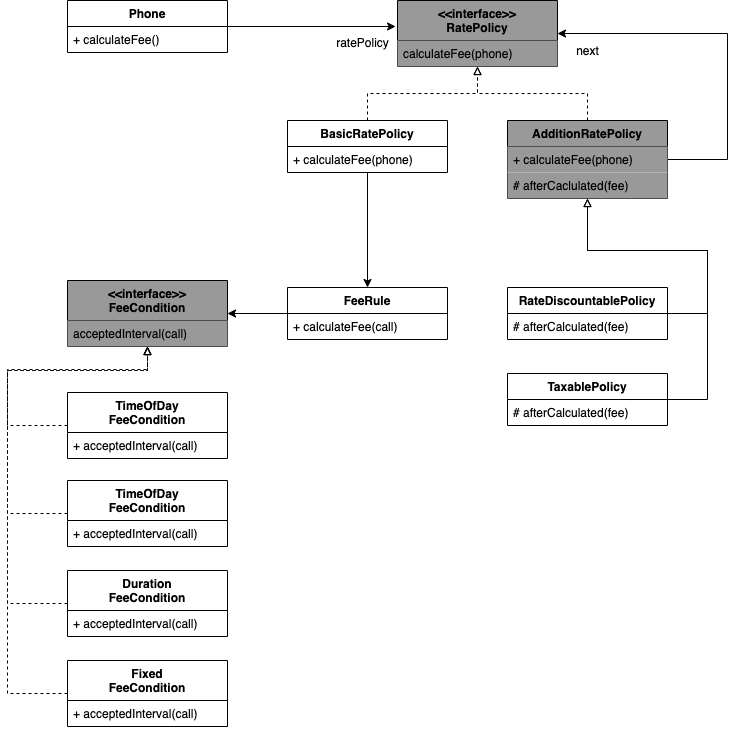 Phone
+ calculateFee()
ratePolicy
<<interface>>
RatePolicy
calculateFee(phone)
next
BasicRatePolicy
+ calculateFee(phone)
AdditionRatePolicy
+ calculateFee(phone)
# afterCaclulated(fee)
<<interface>>
FeeCondition
acceptedInterval(call)
FeeRule
+ calculateFee(call)
RateDiscountablePolicy
# afterCalculated(fee)
TaxablePolicy
# afterCalculated(fee)
TimeOfDay
FeeCondition
+ acceptedInterval(call)
TimeOfDay
FeeCondition
+ acceptedInterval(call)
Duration
FeeCondition
+ acceptedInterval(call)
Fixed
FeeCondition
+ acceptedInterval(call)